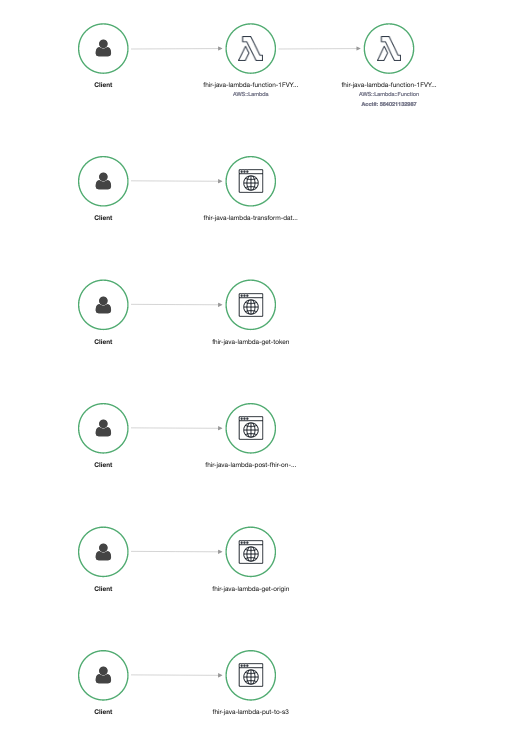 Client
fhir-java-lambda-function-1FVY...
fhir-java-lambda-function-1FVY...
AWS::Lambda
AWS::Lambda::Function
Acct#:
Client
fhir-java-lambda-transform-dat...
Client
fhir-java-lambda-get-token
Client
fhir-java-lambda-post-fhir-on-...
Client
fhir-java-lambda-get-origin
Client
fhir-java-lambda-put-to-s3